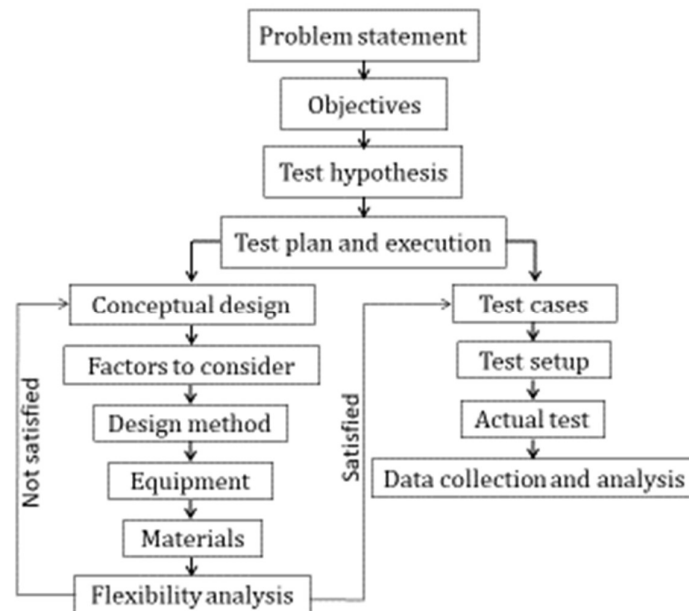 Problem statement
Objectives
Test hypothesis
Test plan and execution
Conceptual design
Factors to consider
Design method
Equipment
Materials
Flexibility analysis
Not satisfied
Satisfied
Test cases
Test setup
Actual test
Data collection and analysis